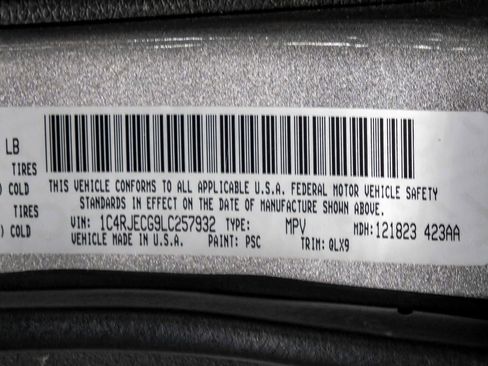 LB
TIRES
) COLD
TIRES
) COLD
THIS VEHICLE CONFORMS TO ALL APPLICABLE U.S.A. FEDERAL MOTOR VEHICLE SAFETY
STANDARDS IN EFFECT ON THE DATE OF MANUFACTURE SHOWN ABOVE.
VIN: 1C4RJECG9LC257932 TYPE: MPV MDH: 121823 423AA
VEHICLE MADE IN U.S.A. PAINT: PSC TRIM: QLX9